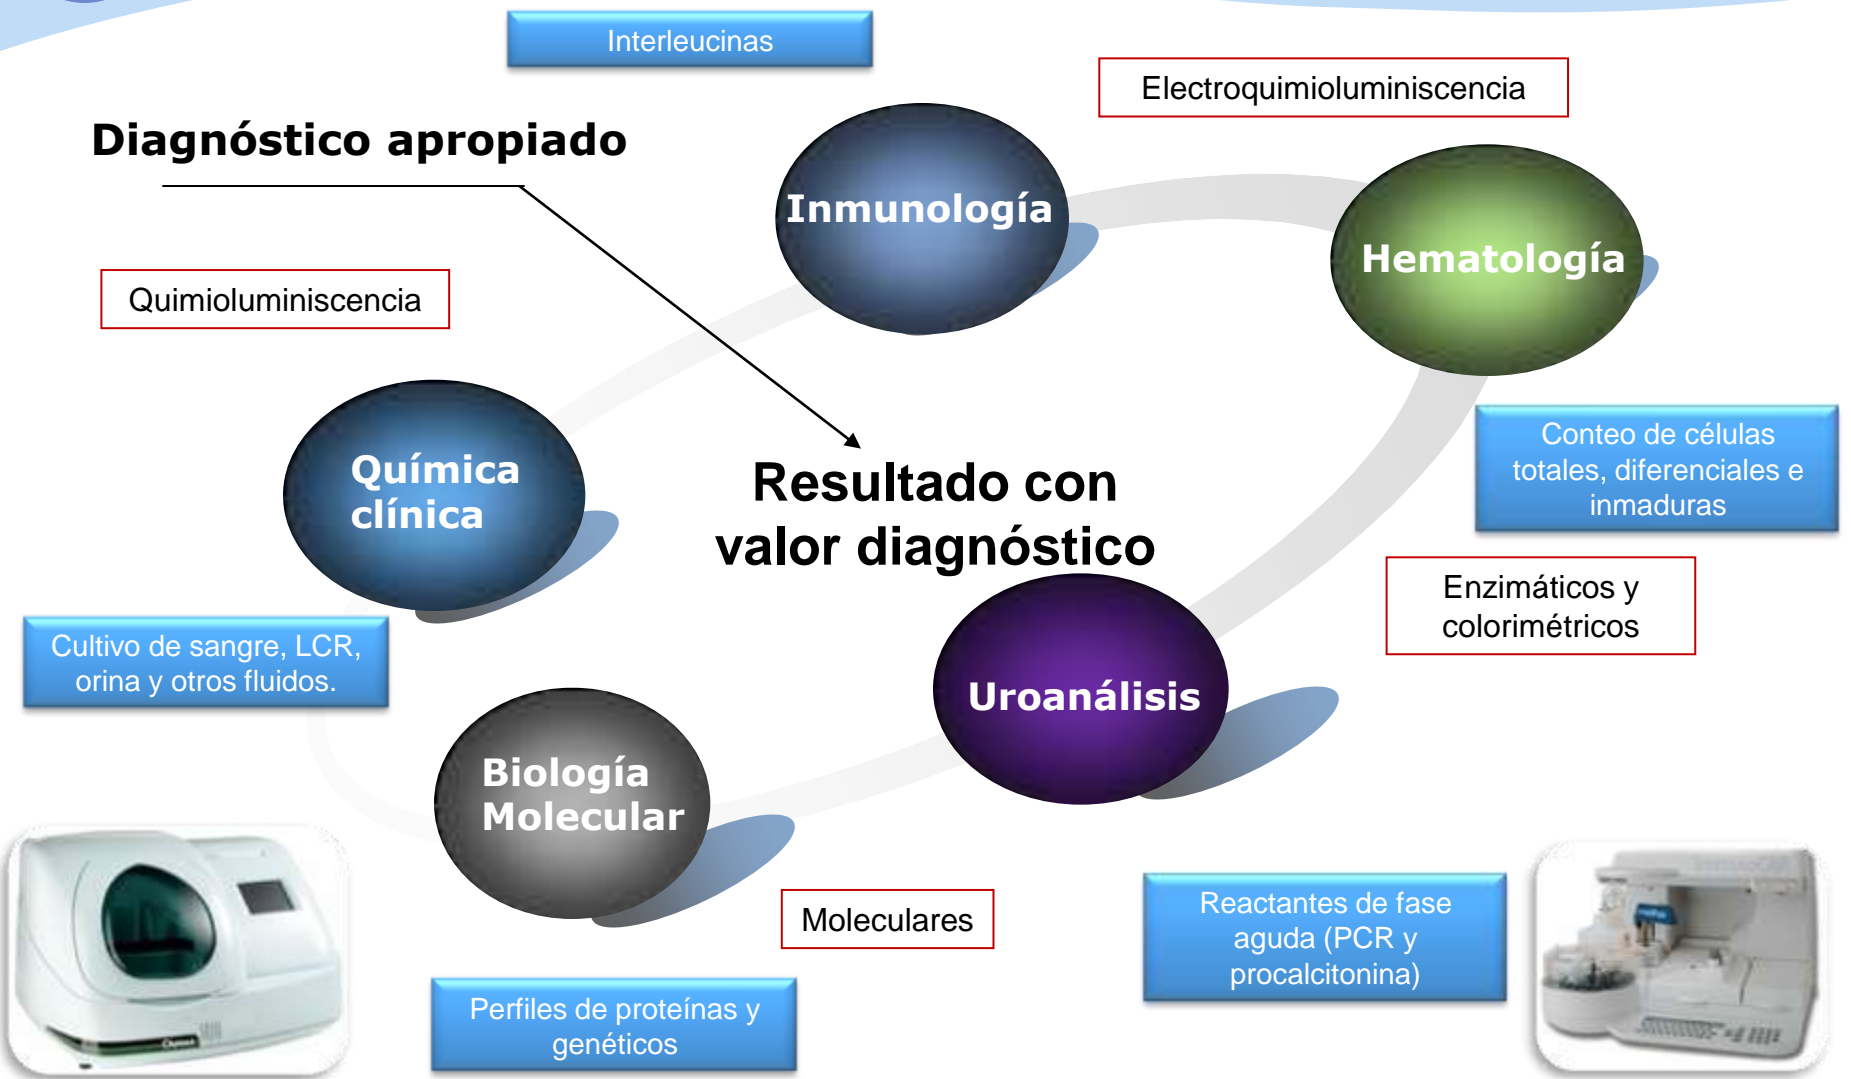 Interleucinas
Electroquimioluminiscencia
Diagnóstico apropiado
Inmunología
Hematología
Quimioluminiscencia
Química
clínica
Resultado con
valor diagnóstico
Conteo de células
totales, diferenciales e
inmaduras
Enzimáticos y
colorimétricos
Cultivo de sangre, LCR,
orina y otros fluidos.
Uroanálisis
Biología
Molecular
Moleculares
Reactantes de fase
aguda (PCR y
procalcitonina)
Perfiles de proteínas y
genéticos